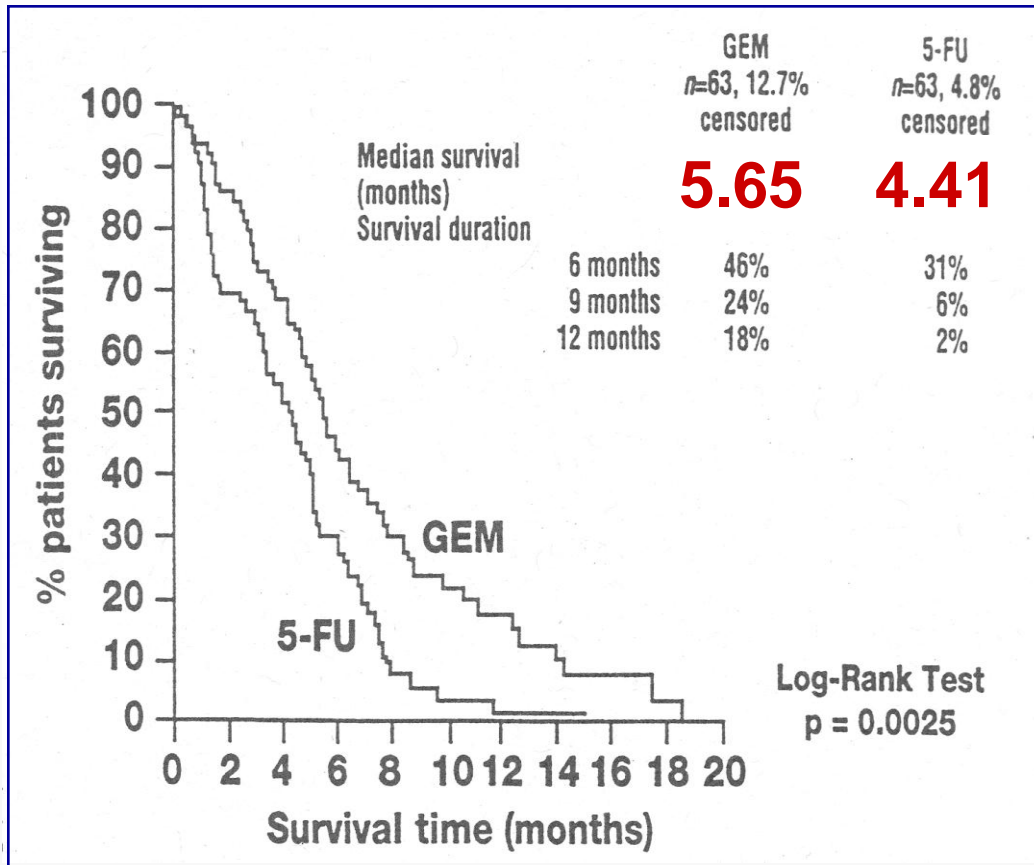 GEM 5-FU
n=63, 12.7% n=63, 4.8%
censored censored
Median survival
(months) 5.65 4.41
Survival duration
6 months 46% 31%
9 months 24% 6%
12 months 18% 2%
% patients surviving
100
90
80
70
60
50
40
30
20
10
0
GEM
5-FU
Log-Rank Test
p = 0.0025
0 2 4 6 8 10 12 14 16 18 20
Survival time (months)